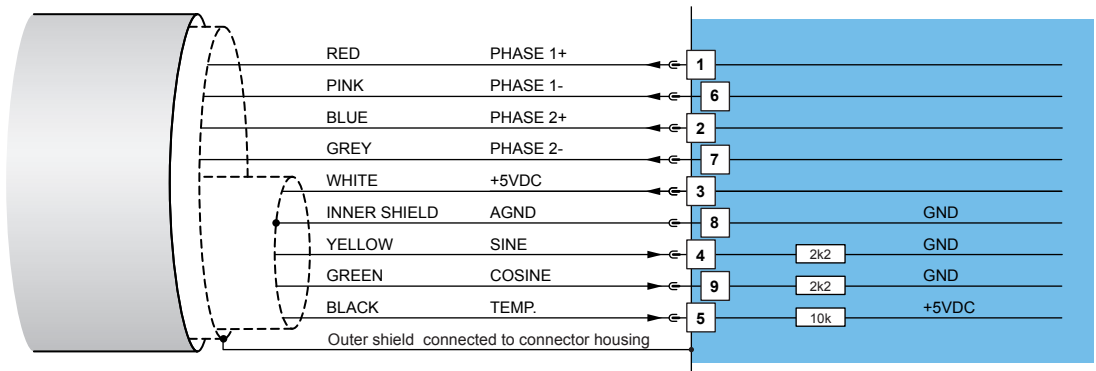 RED PHASE 1+ 1
PINK PHASE 1- 6
BLUE PHASE 2+ 2
GREY PHASE 2- 7
WHITE +5VDC 3
INNER SHIELD AGND 8 GND
YELLOW SINE 4 2k2 GND
GREEN COSINE 9 2k2 GND
BLACK TEMP. 5 10k +5VDC
Outer shield connected to connector housing